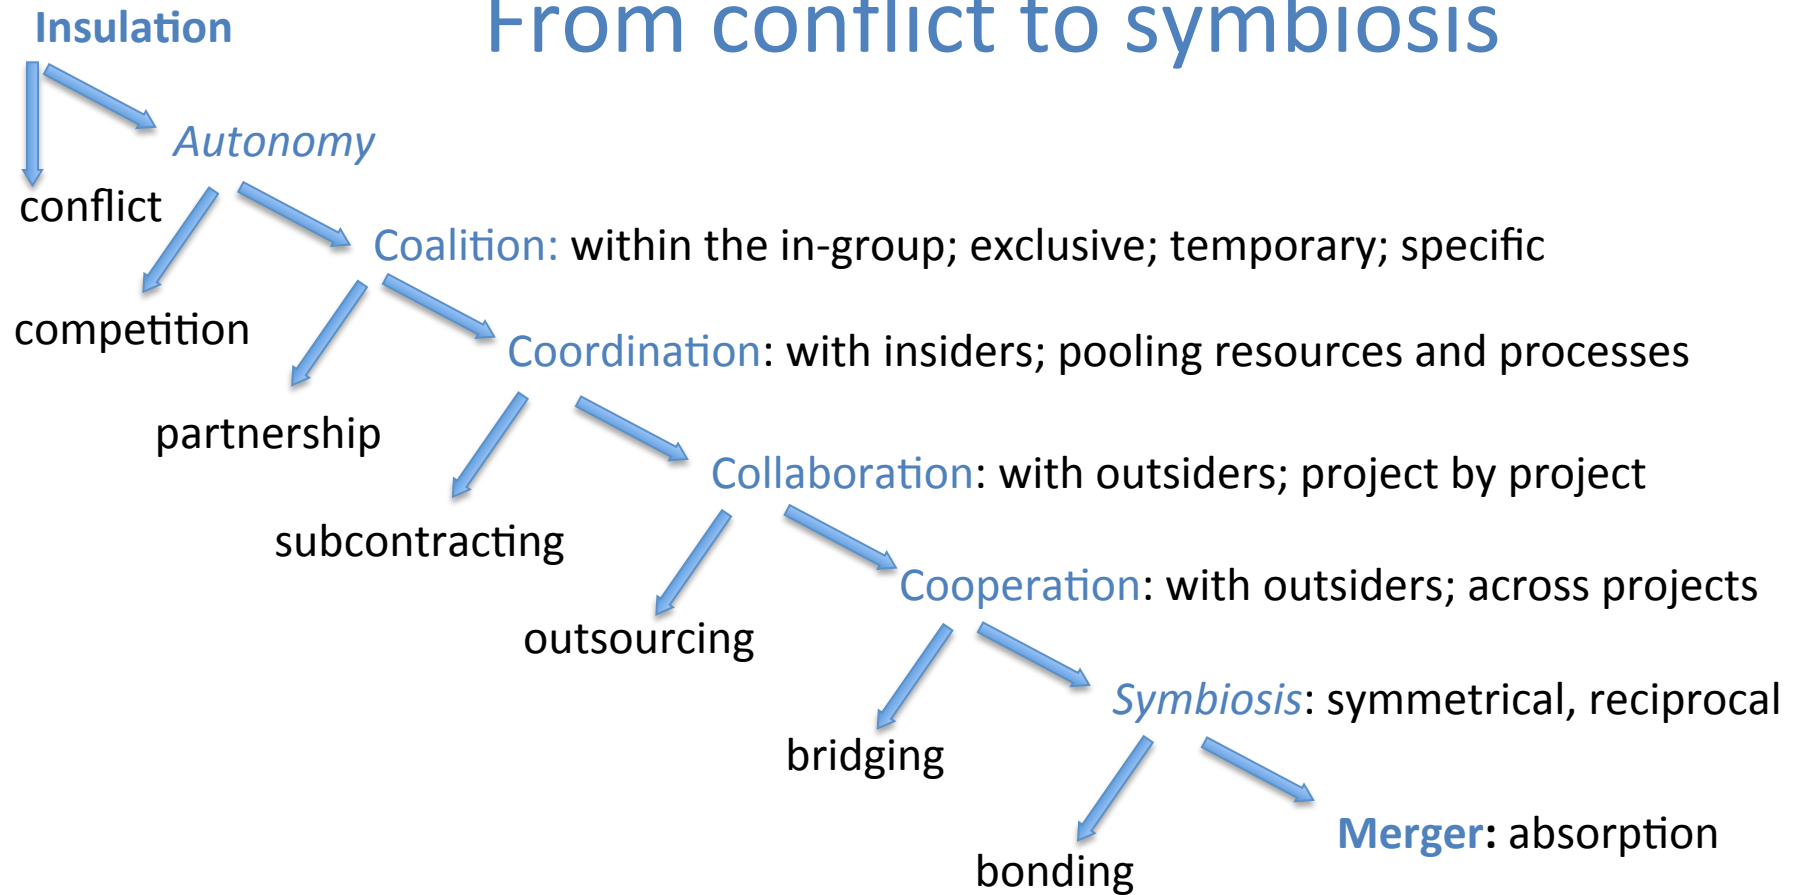 Insulation
From conflict to symbiosis
Autonomy
conflict
Coalition: within the in-group; exclusive; temporary; specific
competition
Coordination: with insiders; pooling resources and processes
partnership
Collaboration: with outsiders; project by project
subcontracting
Cooperation: with outsiders; across projects
outsourcing
Symbiosis: symmetrical, reciprocal
bridging
Merger: absorption
bonding